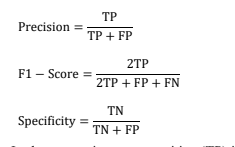 Precision = TP / TP + FP
F1 − Score = 2TP / 2TP + FP + FN
Specificity = TN / TN + FP